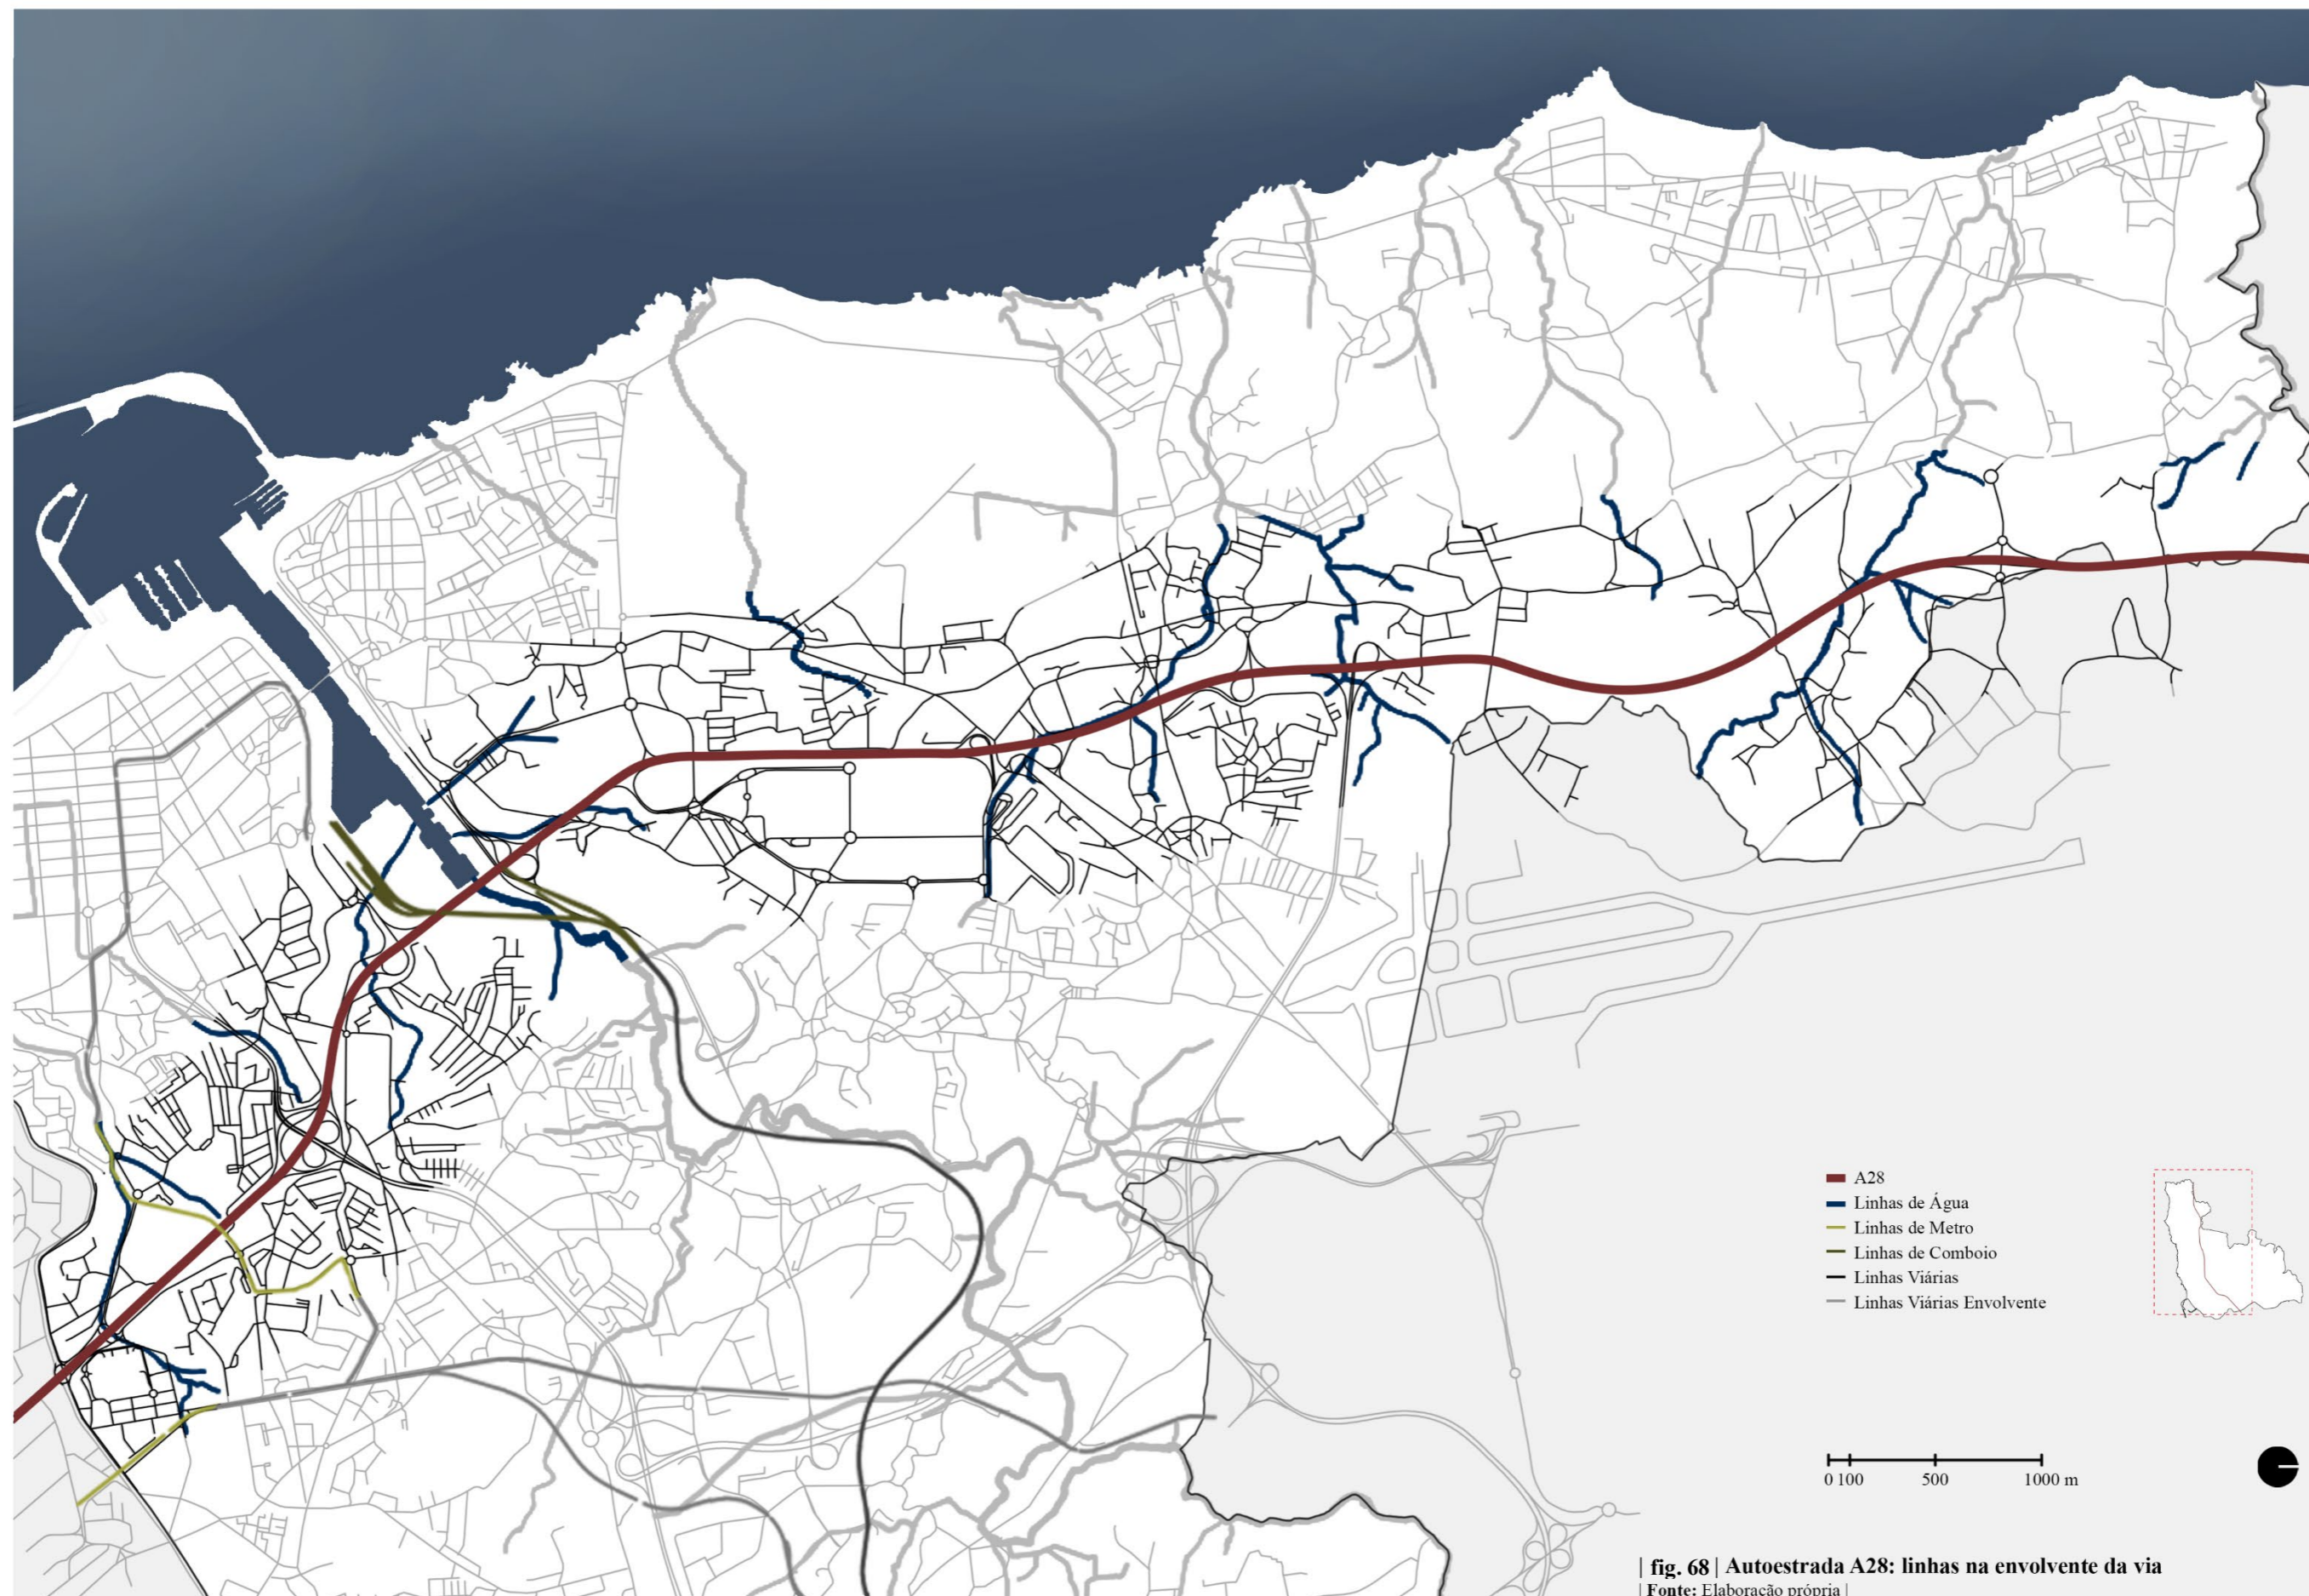 A28
Linhas de Água
Linhas de Metro
Linhas de Comboio
Linhas Viárias
Linhas Viárias Envolvente
0 100 500 1000 m
| fig. 68 | Autoestrada A28: linhas na envolvente da via
| Fonte: Elaboração própria |